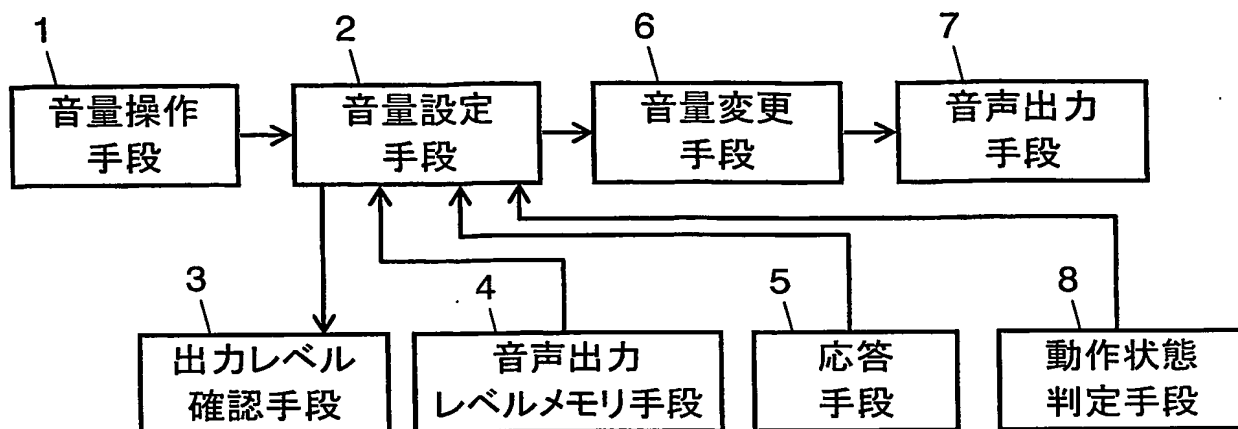 1
音量操作
手段
2
音量設定
手段
6
音量変更
手段
7
音声出力
手段
3
出力レベル
確認手段
4
音声出力
レベルメモリ手段
5
応答
手段
8
動作状態
判定手段